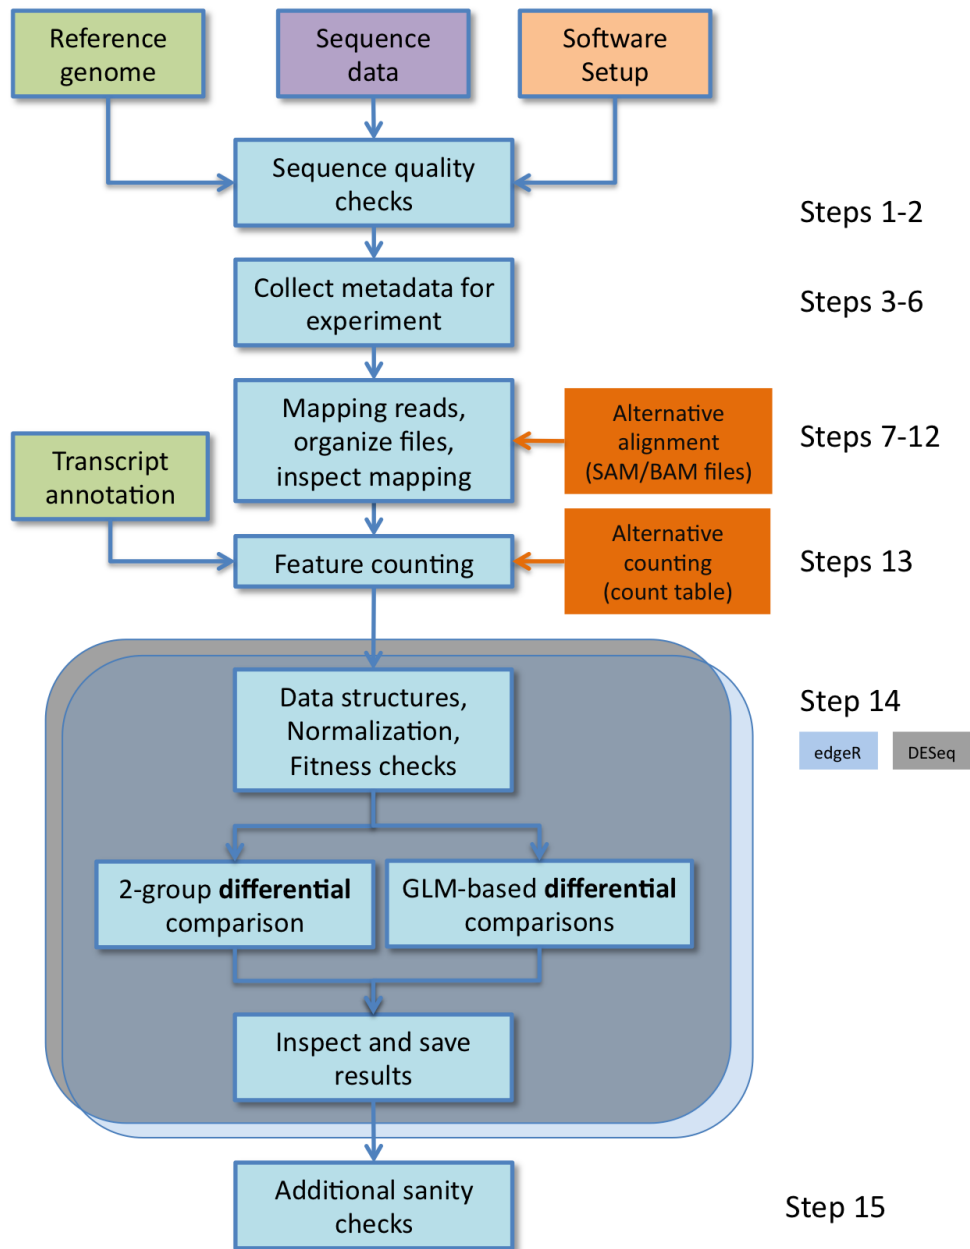 Reference
genome
Sequence
data
Software
Setup
Sequence quality
checks
Steps 1-2
Collect metadata for
experiment
Steps 3-6
Mapping reads,
organize files,
inspect mapping
Alternative
alignment
(SAM/BAM files)
Steps 7-12
Transcript
annotation
Feature counting
Alternative
counting
(count table)
Steps 13
Data structures,
Normalization,
Fitness checks
Step 14
edgeR
DESeq
2-group differential
comparison
GLM-based differential
comparisons
Inspect and save
results
Additional sanity
checks
Step 15